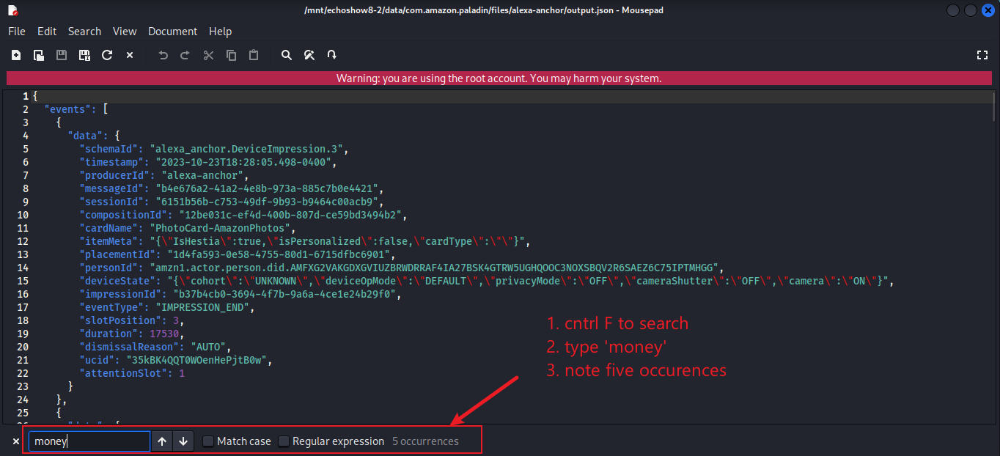 /mnt/echoshow8-2/data/com.amazon.paladin/files/alexa-anchor/output.json - Mousepad
File Edit Search View Document Help
Warning: you are using the root account. You may harm your system.
1 {
2 "events": [
3 {
4 "data": {
5 "schemaId": "alexa_anchor.DeviceImpression.3",
6 "timestamp": "2023-10-23T18:28:05.498-0400",
7 "producerId": "alexa-anchor",
8 "messageId": "b4e676a2-41a2-4e8b-973a-885c7b0e4421",
9 "sessionId": "6151b56b-c753-49df-9b93-b9464c00acb9",
10 "compositionId": "12be031c-ef4d-400b-807d-ce59bd3494b2",
11 "cardName": "PhotoCard-AmazonPhotos",
12 "itemMeta": "{\"IsHestia\":true,\"isPersonalized\":false,\"cardType\":\"\"}",
13 "placementId": "1d4fa593-0e58-4755-80d1-6715dfbc6901",
14 "personId": "amzn1.actor.person.did.AMFXG2VAKGDXGVIUZBRWDRRAF4IA27BSK4GTRW5UGHQOOC3NOXSBQV2R6SAEZ6C75IPTMHGG",
15 "deviceState": "{\"cohort\":\"UNKNOWN\",\"deviceOpMode\":\"DEFAULT\",\"privacyMode\":\"OFF\",\"cameraShutter\":\"OFF\",\"camera\":\"ON\"}",
16 "impressionId": "b37b4cb0-3694-4f7b-9a6a-4ce1e24b29f0",
17 "eventType": "IMPRESSION_END",
18 "slotPosition": 3,
19 "duration": 17530,
20 "dismissalReason": "AUTO",
21 "ucid": "35kBK4QQT0WOenHePjtB0w",
22 "attentionSlot": 1
23 }
24 },
25 {
1. cntrl F to search
2. type 'money'
3. note five occurences
money Match case Regular expression 5 occurrences